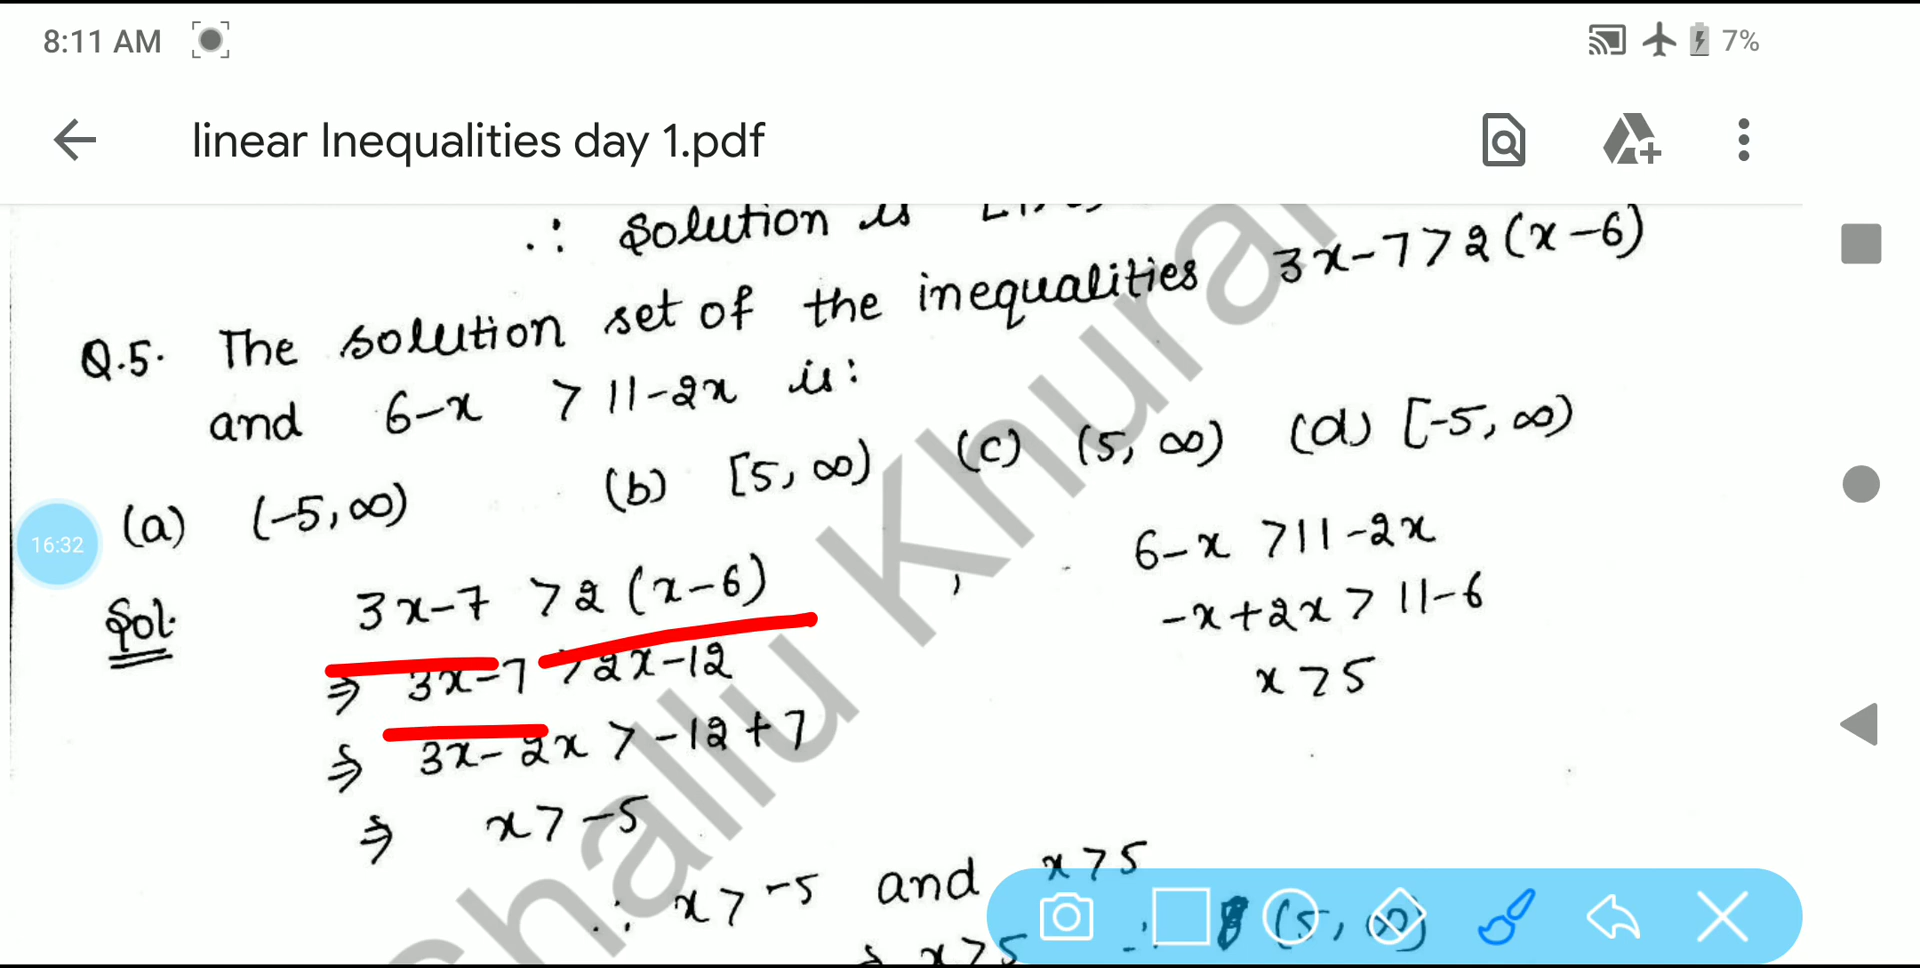 8:11 AM 7%
linear Inequalities day 1.pdf
∴ Solution is
Q.5. The solution set of the inequalities 3x-7>2(x-6)
and 6-x > 11-2x is:
(a) (-5,∞) (b) [5,∞) (c) (5,∞) (d) [-5,∞)
16:32
Sol. 3x-7 >2(x-6) , 6-x >11-2x
⇒ 3x-7 >2x-12 -x+2x> 11-6
⇒ 3x-2x >-12+7 x>5
⇒ x>-5
∴ x>-5 and x>5
x>5 ∴ (5,∞)
Shallu Khurana